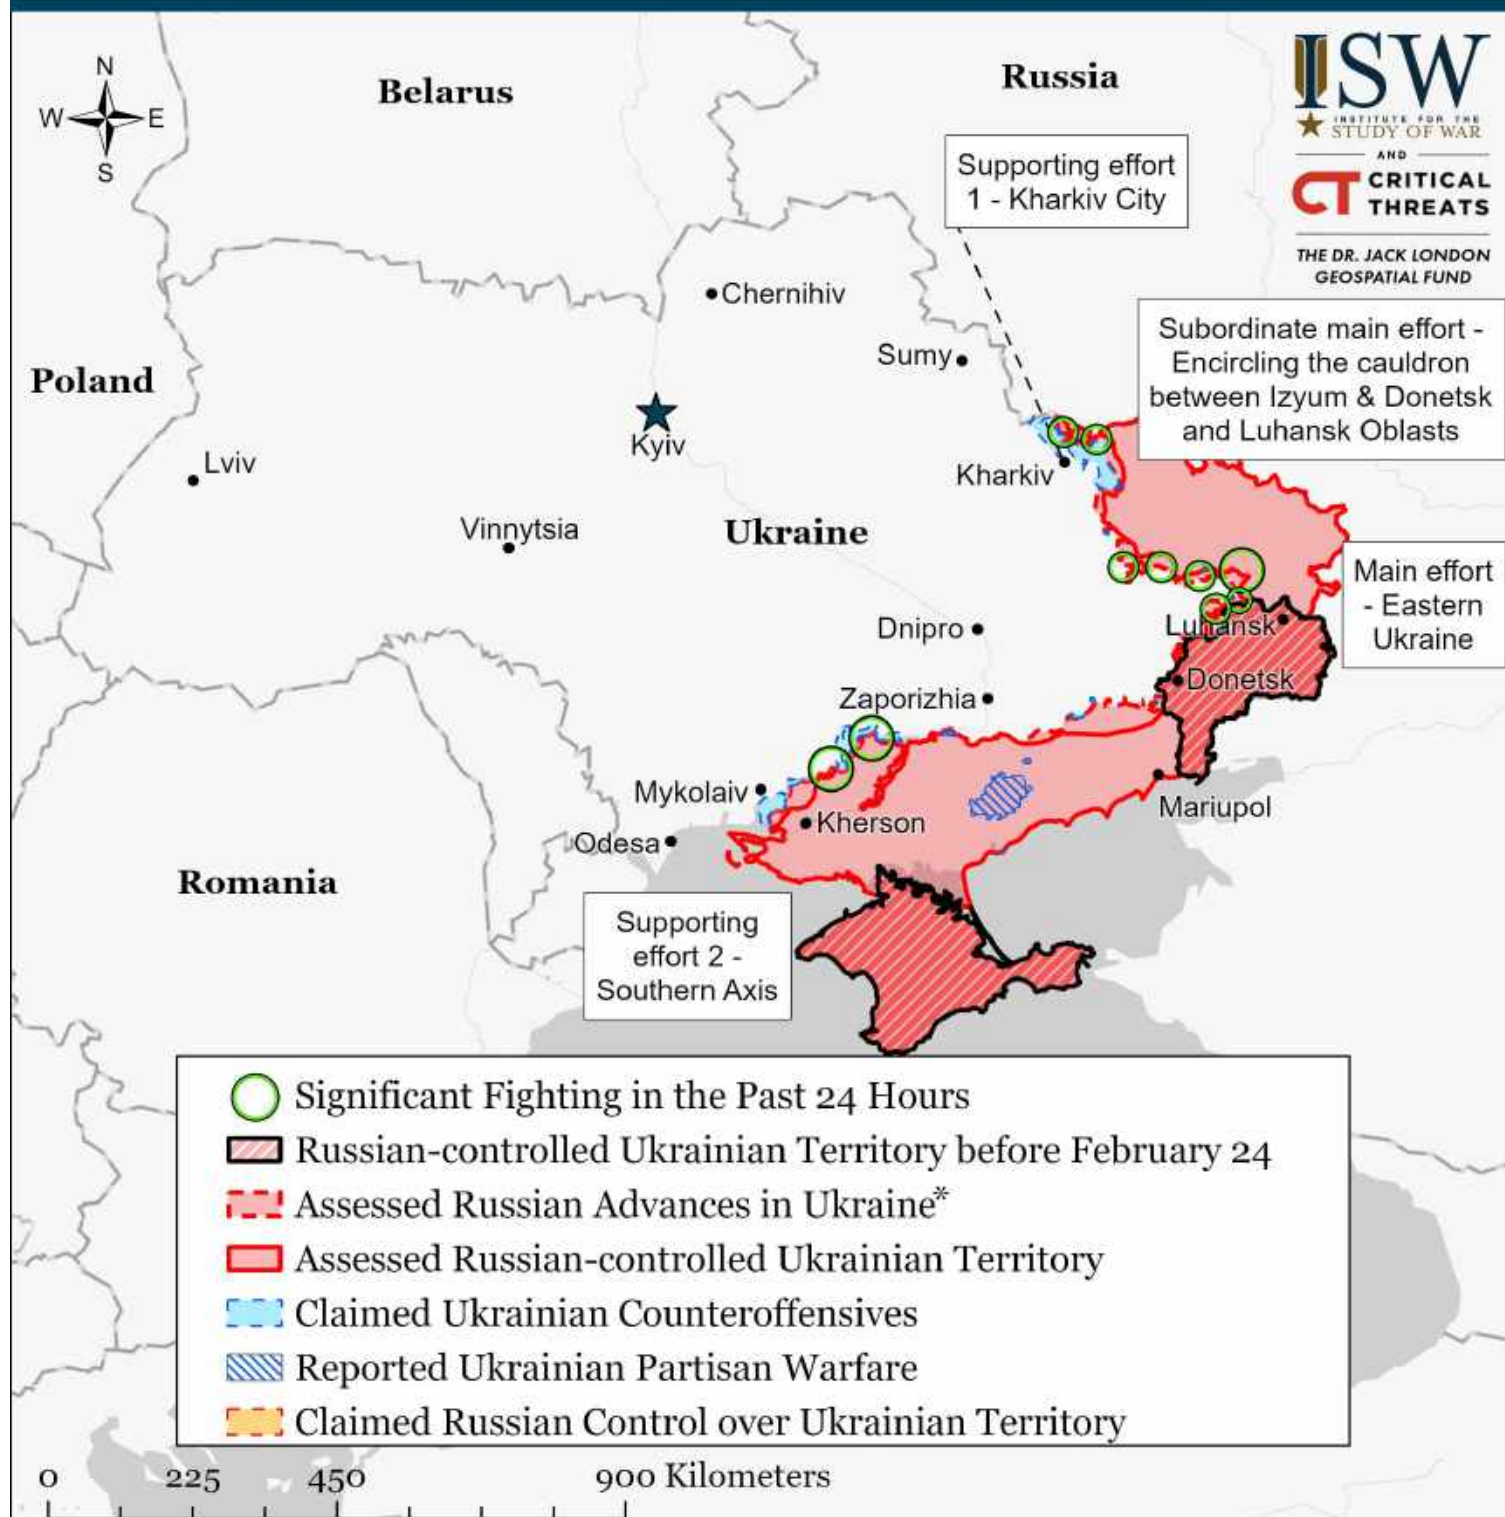 N
W E
S
Belarus
Russia
ISW
INSTITUTE FOR THE
STUDY OF WAR
AND
CT CRITICAL
THREATS
THE DR. JACK LONDON
GEOSPATIAL FUND
Supporting effort
1 - Kharkiv City
Chernihiv
Subordinate main effort -
Encircling the cauldron
between Izyum & Donetsk
and Luhansk Oblasts
Sumy
Poland
Kyiv
Lviv
Kharkiv
Vinnytsia
Ukraine
Main effort
- Eastern
Ukraine
Dnipro
Luhansk
Donetsk
Zaporizhia
Mykolaiv
Mariupol
Kherson
Odesa
Romania
Supporting
effort 2 -
Southern Axis
Significant Fighting in the Past 24 Hours
Russian-controlled Ukrainian Territory before February 24
Assessed Russian Advances in Ukraine*
Assessed Russian-controlled Ukrainian Territory
Claimed Ukrainian Counteroffensives
Reported Ukrainian Partisan Warfare
Claimed Russian Control over Ukrainian Territory
0 225 450 900 Kilometers